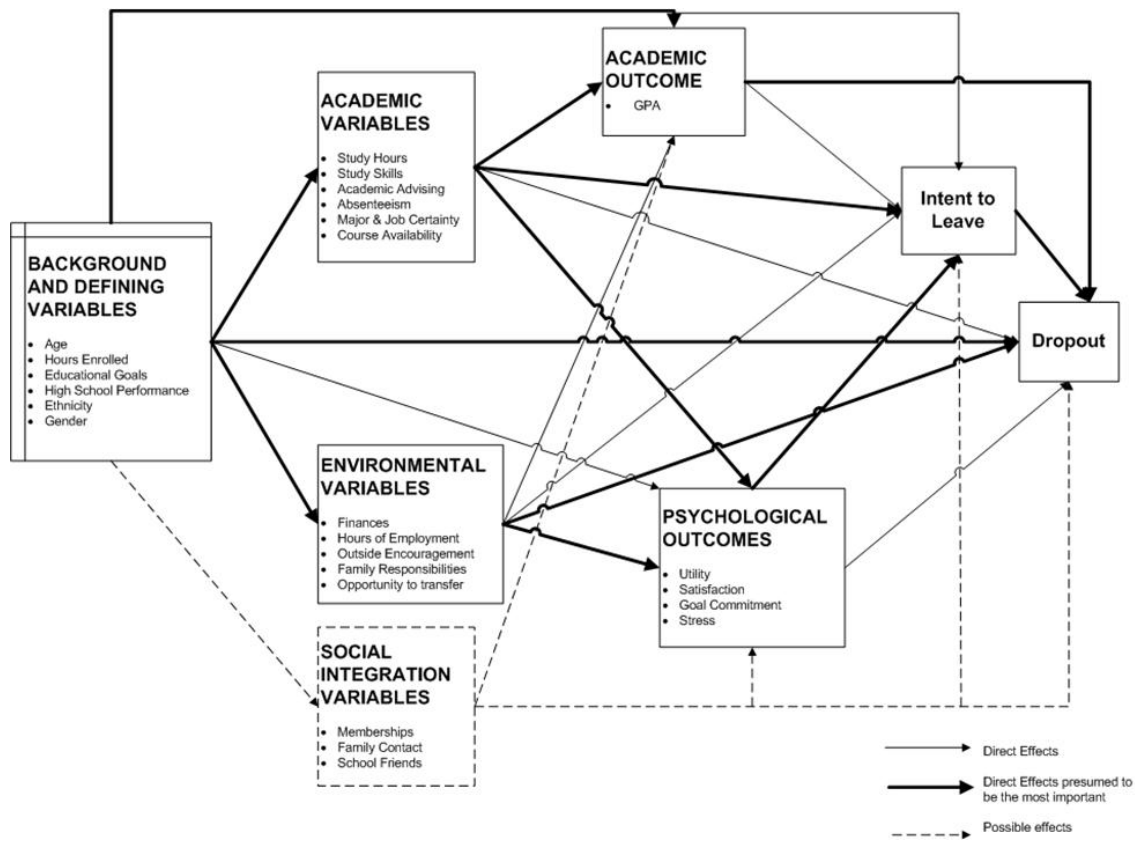 ACADEMIC
OUTCOME
• GPA
ACADEMIC
VARIABLES
• Study Hours
• Study Skills
• Academic Advising
• Absenteeism
• Major & Job Certainty
• Course Availability
Intent to
Leave
BACKGROUND
AND DEFINING
VARIABLES
• Age
• Hours Enrolled
• Educational Goals
• High School Performance
• Ethnicity
• Gender
Dropout
ENVIRONMENTAL
VARIABLES
• Finances
• Hours of Employment
• Outside Encouragement
• Family Responsibilities
• Opportunity to transfer
PSYCHOLOGICAL
OUTCOMES
• Utility
• Satisfaction
• Goal Commitment
• Stress
SOCIAL
INTEGRATION
VARIABLES
• Memberships
• Family Contact
• School Friends
Direct Effects
Direct Effects presumed to
be the most important
Possible effects